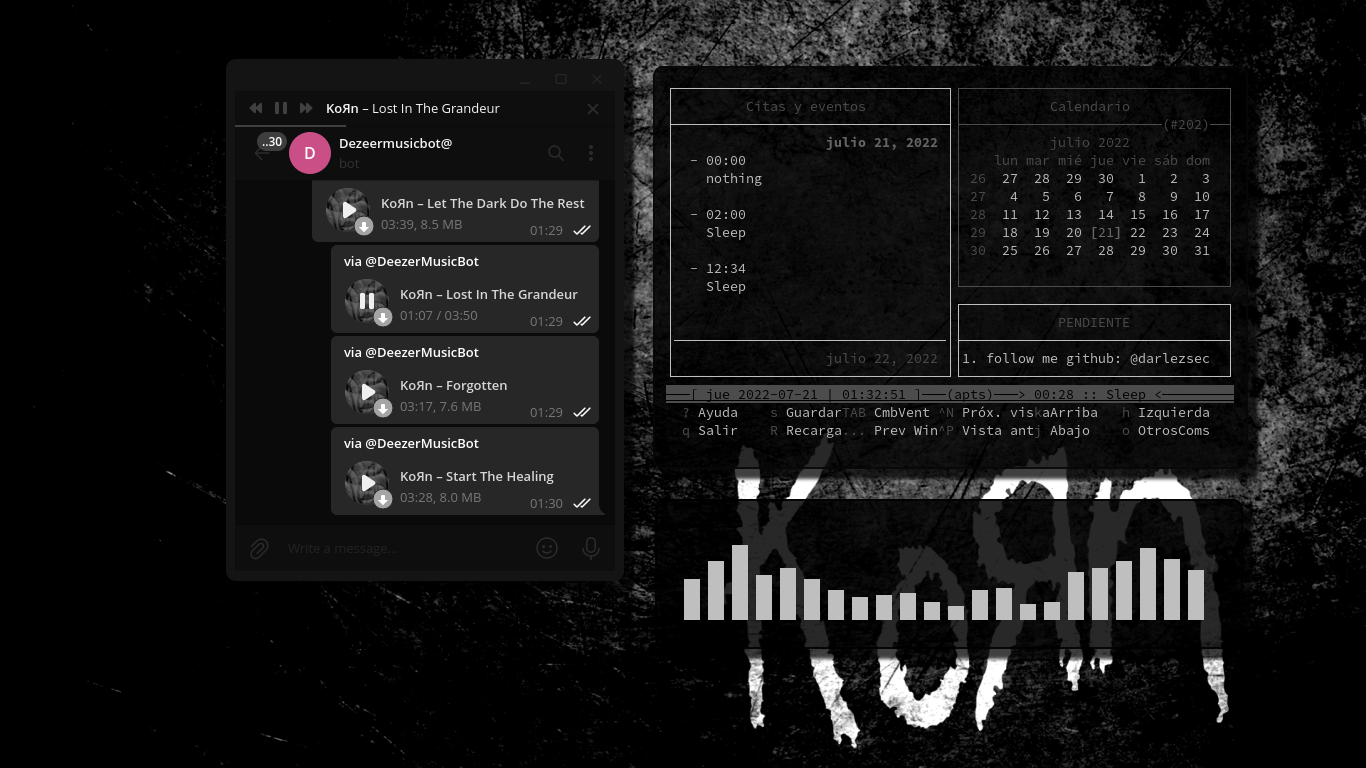 KoЯn – Lost In The Grandeur
..30
D
Dezeermusicbot@
bot
KoЯn – Let The Dark Do The Rest
03:39, 8.5 MB
01:29
via @DeezerMusicBot
KoЯn – Lost In The Grandeur
01:07 / 03:50
01:29
via @DeezerMusicBot
KoЯn – Forgotten
03:17, 7.6 MB
01:29
via @DeezerMusicBot
KoЯn – Start The Healing
03:28, 8.0 MB
01:30
Write a message...
Citas y eventos
julio 21, 2022
- 00:00
nothing
- 02:00
Sleep
- 12:34
Sleep
julio 22, 2022
Calendario
(#202)
julio 2022
lun mar mié jue vie sáb dom
26 27 28 29 30 1 2 3
27 4 5 6 7 8 9 10
28 11 12 13 14 15 16 17
29 18 19 20 [21] 22 23 24
30 25 26 27 28 29 30 31
PENDIENTE
1. follow me github: @darlezsec
[ jue 2022-07-21 | 01:32:51 ]──(apts)──> 00:28 :: Sleep <
? Ayuda s GuardarTAB CmbVent ^N Próx. viskaArriba h Izquierda
q Salir R Recarga... Prev Win^P Vista antj Abajo o OtrosComs
KoЯn